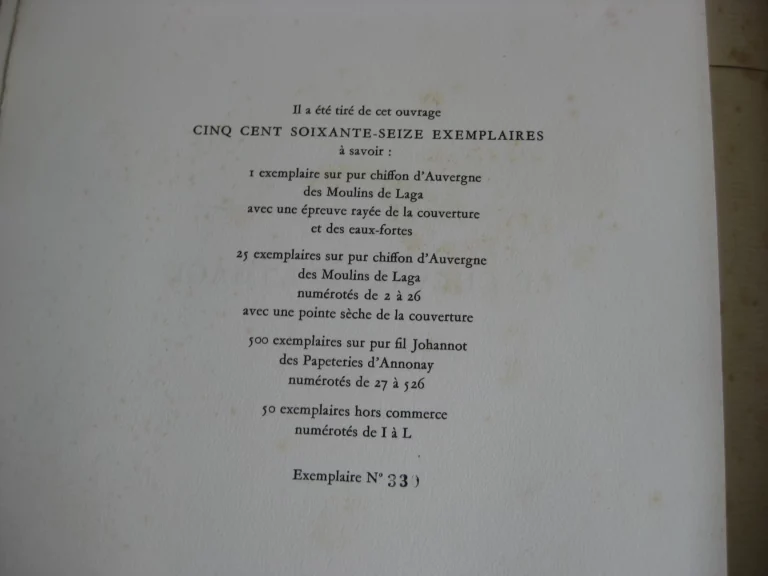 Il a été tiré de cet ouvrage
CINQ CENT SOIXANTE-SEIZE EXEMPLAIRES
à savoir :
1 exemplaire sur pur chiffon d'Auvergne
des Moulins de Laga
avec une épreuve rayée de la couverture
et des eaux-fortes
25 exemplaires sur pur chiffon d'Auvergne
des Moulins de Laga
numérotés de 2 à 26
avec une pointe sèche de la couverture
500 exemplaires sur pur fil Johannot
des Papeteries d'Annonay
numérotés de 27 à 526
50 exemplaires hors commerce
numérotés de I à L
Exemplaire N°